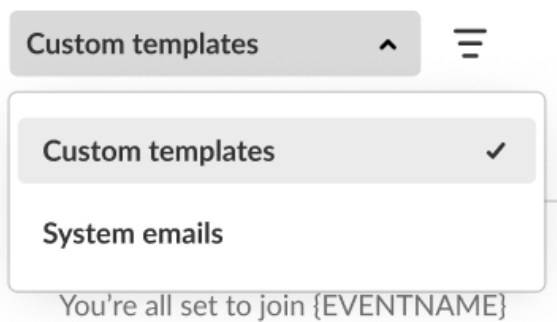 Custom templates
Custom templates
System emails
You're all set to join {EVENTNAME}